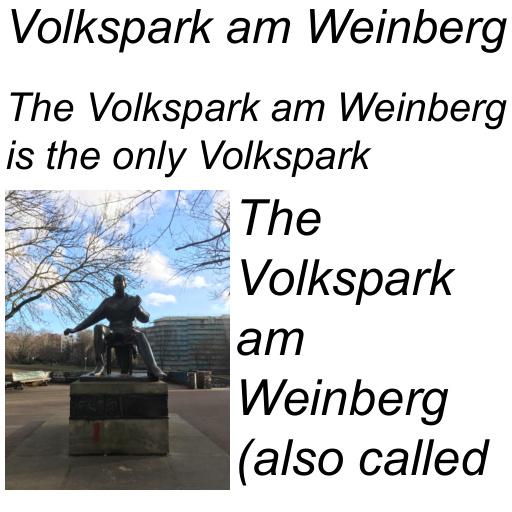 Volkspark am Weinberg
The Volkspark am Weinberg
is the only Volkspark
The
Volkspark
am
Weinberg
(also called